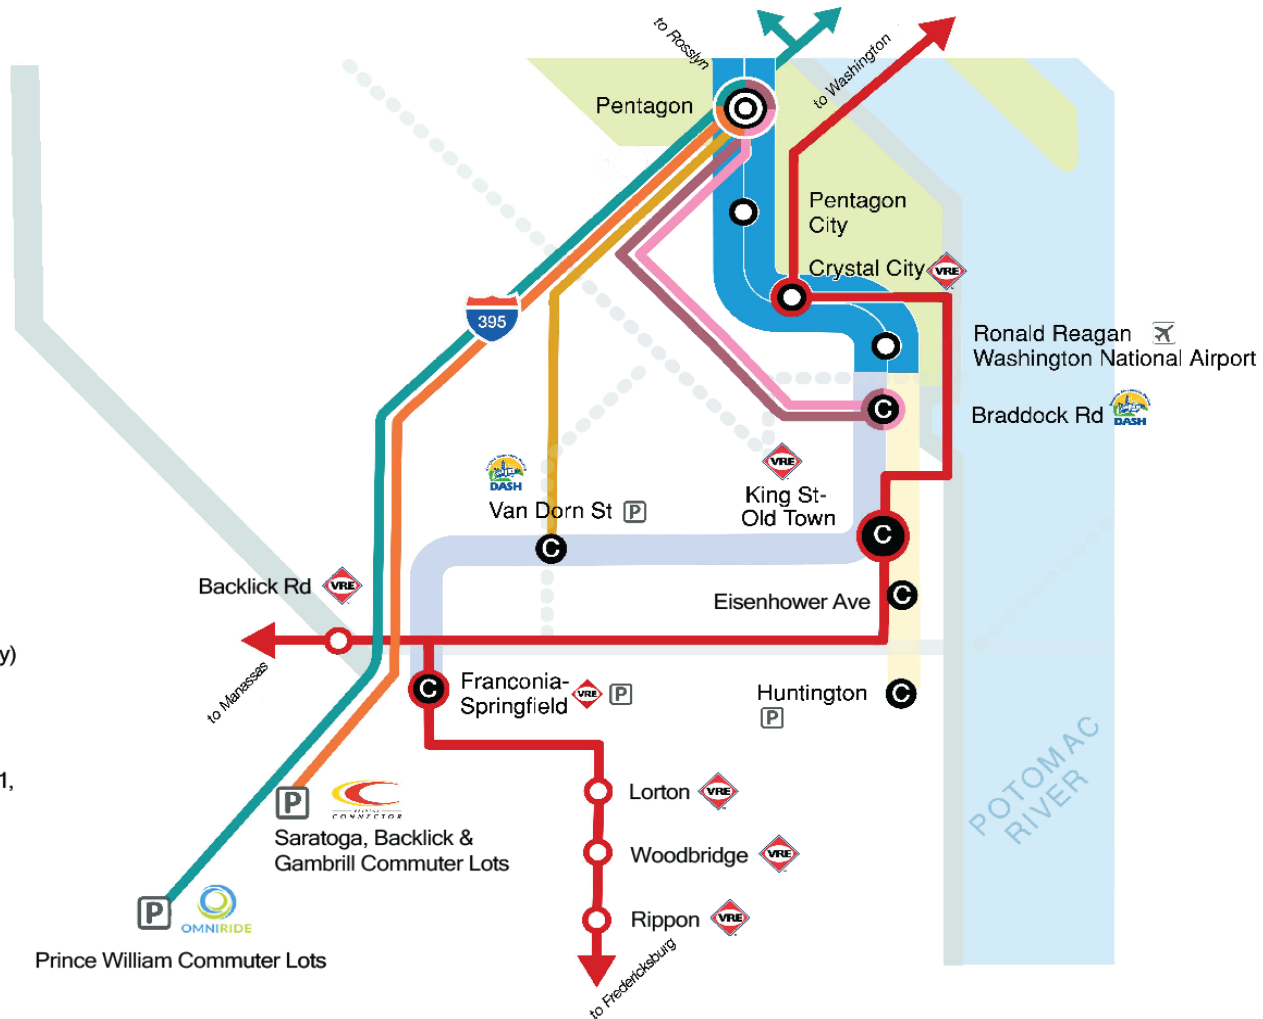 to Rosslyn
to Washington
Pentagon
Pentagon
City
Crystal City
VRE
395
Ronald Reagan
Washington National Airport
Braddock Rd
DASH
C
VRE
DASH
King St-
Old Town
Van Dorn St
P
C
C
Backlick Rd
VRE
Eisenhower Ave
C
y)
to Manassas
C
Franconia-
Springfield
VRE
P
Huntington
P
C
1,
P
CONNECTOR
Lorton
VRE
Saratoga, Backlick &
Gambrill Commuter Lots
Woodbridge
VRE
POTOMAC
RIVER
P
OMNIRIDE
Rippon
VRE
Prince William Commuter Lots
to Fredericksburg